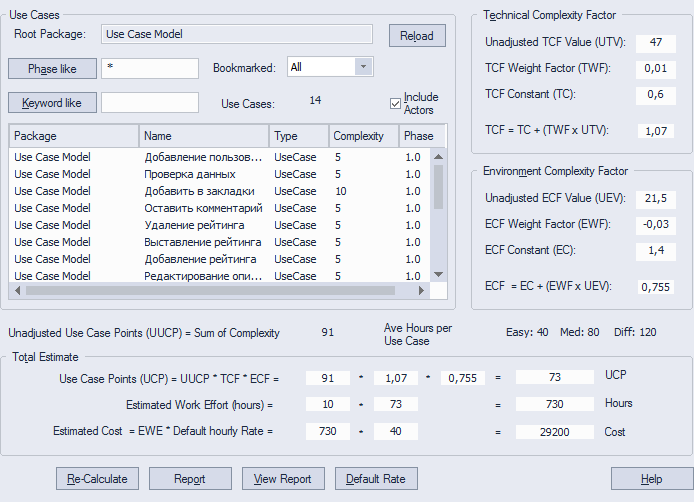 Use Cases
Root Package: Use Case Model Reload
Phase like * Bookmarked: All
Keyword like Use Cases: 14 Include Actors
Package Name Type Complexity Phase
Use Case Model Добавление пользов... UseCase 5 1.0
Use Case Model Проверка данных UseCase 5 1.0
Use Case Model Добавить в закладки UseCase 10 1.0
Use Case Model Оставить комментарий UseCase 5 1.0
Use Case Model Удаление рейтинга UseCase 5 1.0
Use Case Model Выставление рейтинга UseCase 5 1.0
Use Case Model Добавление рейтинга UseCase 5 1.0
Use Case Model Редактирование опи... UseCase 5 1.0
Technical Complexity Factor
Unadjusted TCF Value (UTV): 47
TCF Weight Factor (TWF): 0,01
TCF Constant (TC): 0,6
TCF = TC + (TWF x UTV): 1,07
Environment Complexity Factor
Unadjusted ECF Value (UEV): 21,5
ECF Weight Factor (EWF): -0,03
ECF Constant (EC): 1,4
ECF = EC + (EWF x UEV): 0,755
Unadjusted Use Case Points (UUCP) = Sum of Complexity 91 Ave Hours per Use Case Easy: 40 Med: 80 Diff: 120
Total Estimate
Use Case Points (UCP) = UUCP * TCF * ECF = 91 * 1,07 * 0,755 = 73 UCP
Estimated Work Effort (hours) = 10 * 73 = 730 Hours
Estimated Cost = EWE * Default hourly Rate = 730 * 40 = 29200 Cost
Re-Calculate Report View Report Default Rate Help